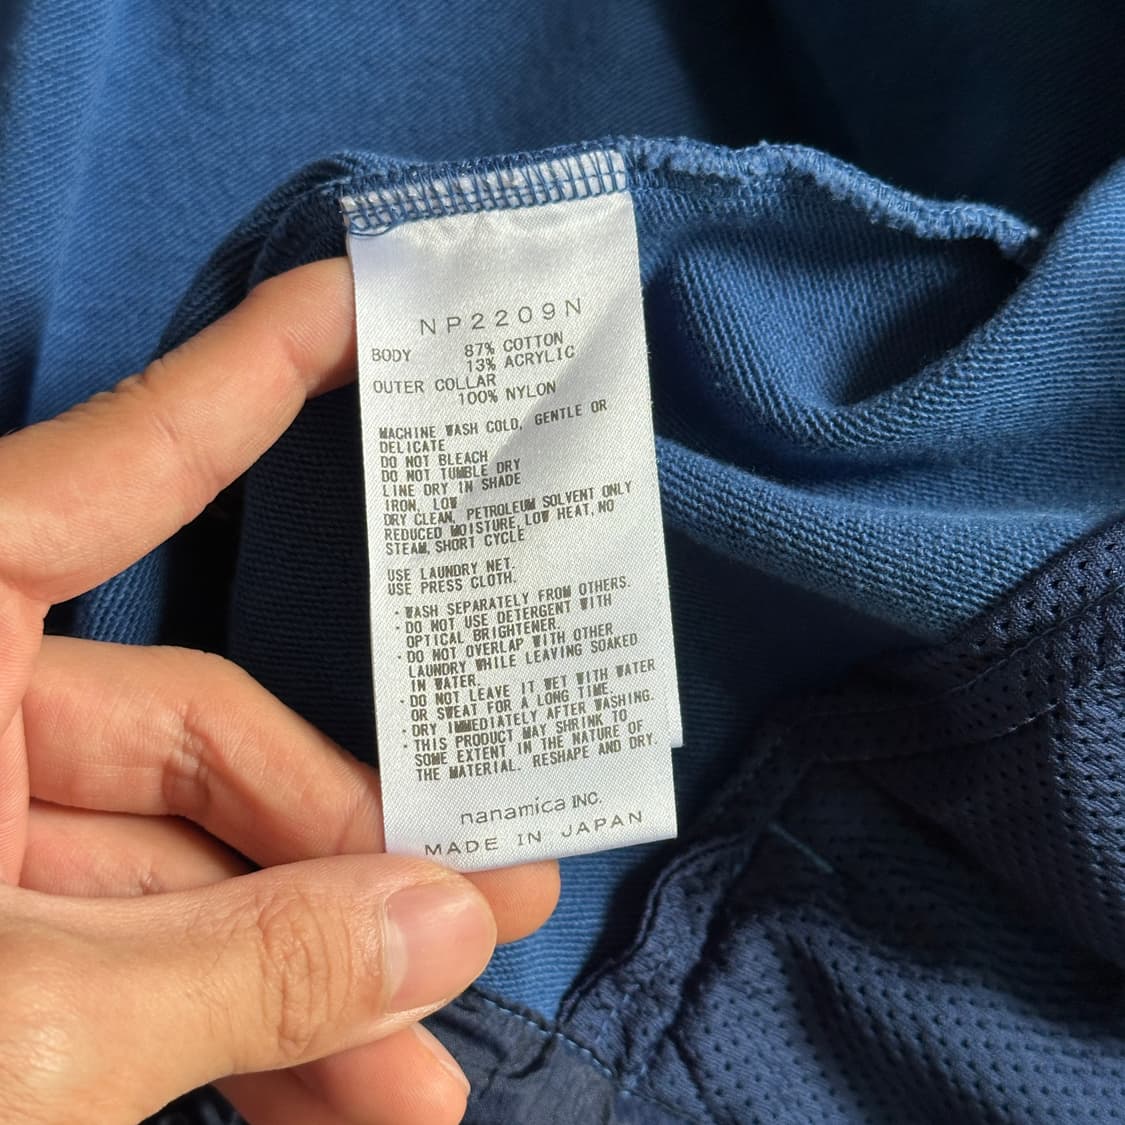 NP2209N
BODY 87% COTTON
13% ACRYLIC
OUTER COLLAR
100% NYLON
MACHINE WASH COLD, GENTLE OR
DELICATE
DO NOT BLEACH
DO NOT TUMBLE DRY
LINE DRY IN SHADE
IRON, LOW
DRY CLEAN, PETROLEUM SOLVENT ONLY
REDUCED MOISTURE, LOW HEAT, NO
STEAM, SHORT CYCLE
USE LAUNDRY NET.
USE PRESS CLOTH.
・WASH SEPARATELY FROM OTHERS.
・DO NOT USE DETERGENT WITH
OPTICAL BRIGHTENER.
・DO NOT OVERLAP WITH OTHER
LAUNDRY WHILE LEAVING SOAKED
IN WATER.
・DO NOT LEAVE IT WET WITH WATER
OR SWEAT FOR A LONG TIME.
・DRY IMMEDIATELY AFTER WASHING.
・THIS PRODUCT MAY SHRINK TO
SOME EXTENT IN THE NATURE OF
THE MATERIAL. RESHAPE AND DRY.
nanamica INC.
MADE IN JAPAN